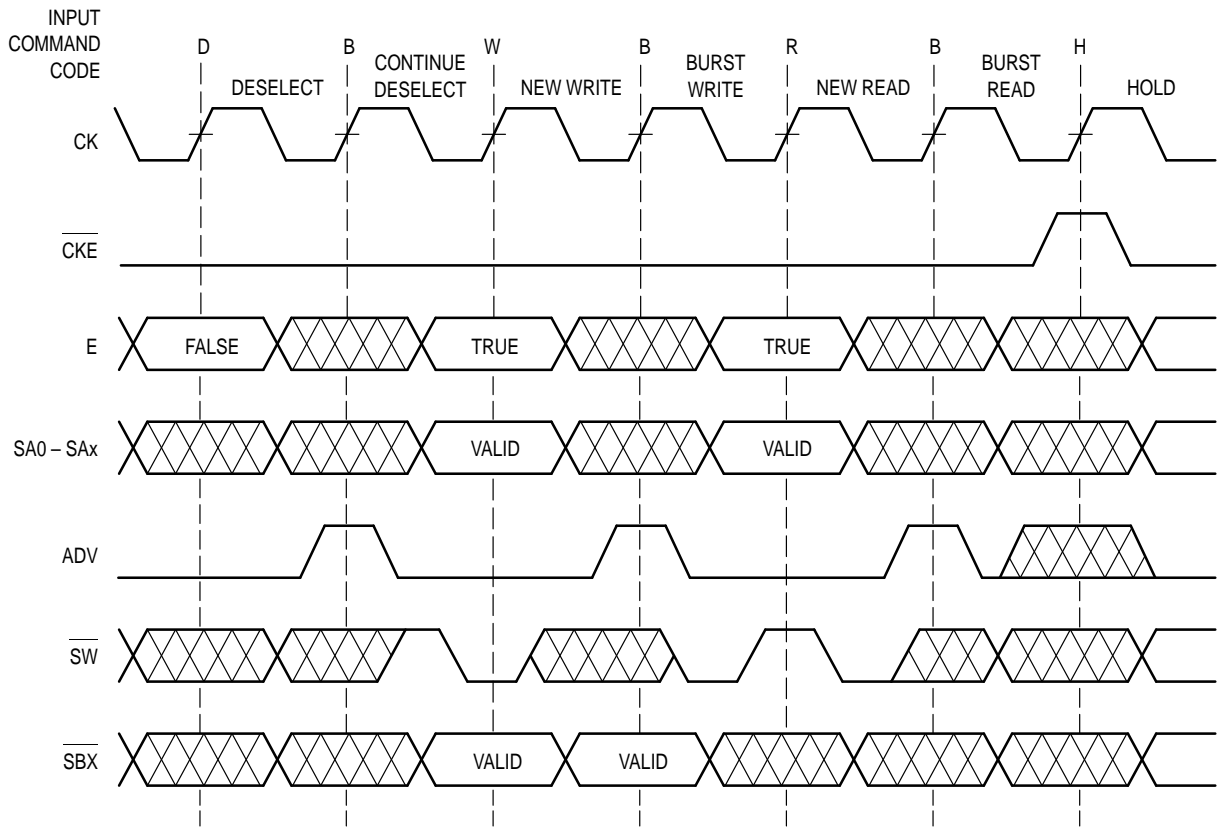 INPUT
COMMAND
CODE
D B W B R B H
DESELECT
CONTINUE
DESELECT
NEW WRITE
BURST
WRITE
NEW READ
BURST
READ
HOLD
CK
CKE
E
FALSE TRUE TRUE
SA0 – SAx
VALID VALID
ADV
SW
SBX
VALID VALID